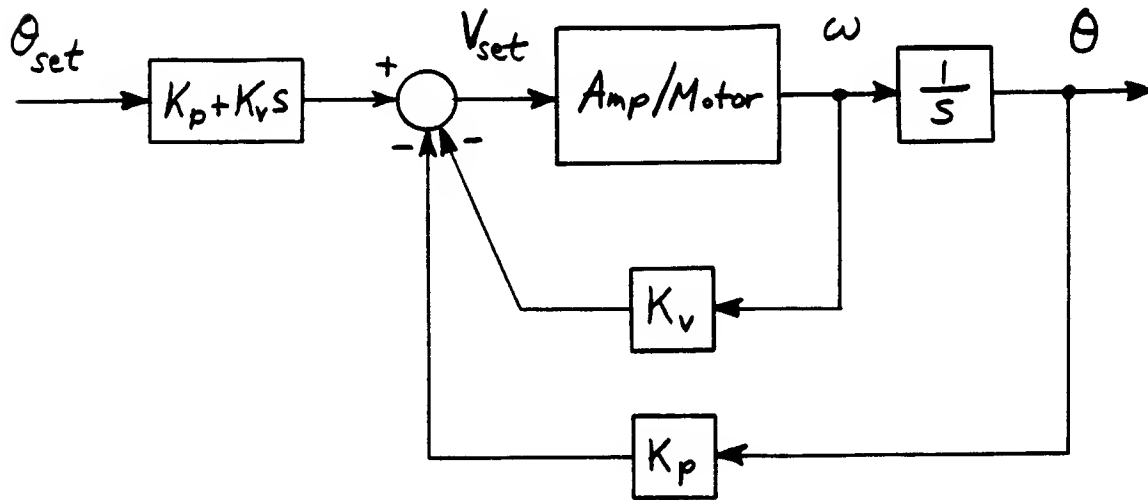 θset
Kp+Kvs
+
-
-
Vset
Amp/Motor
ω
1
s
θ
Kv
Kp